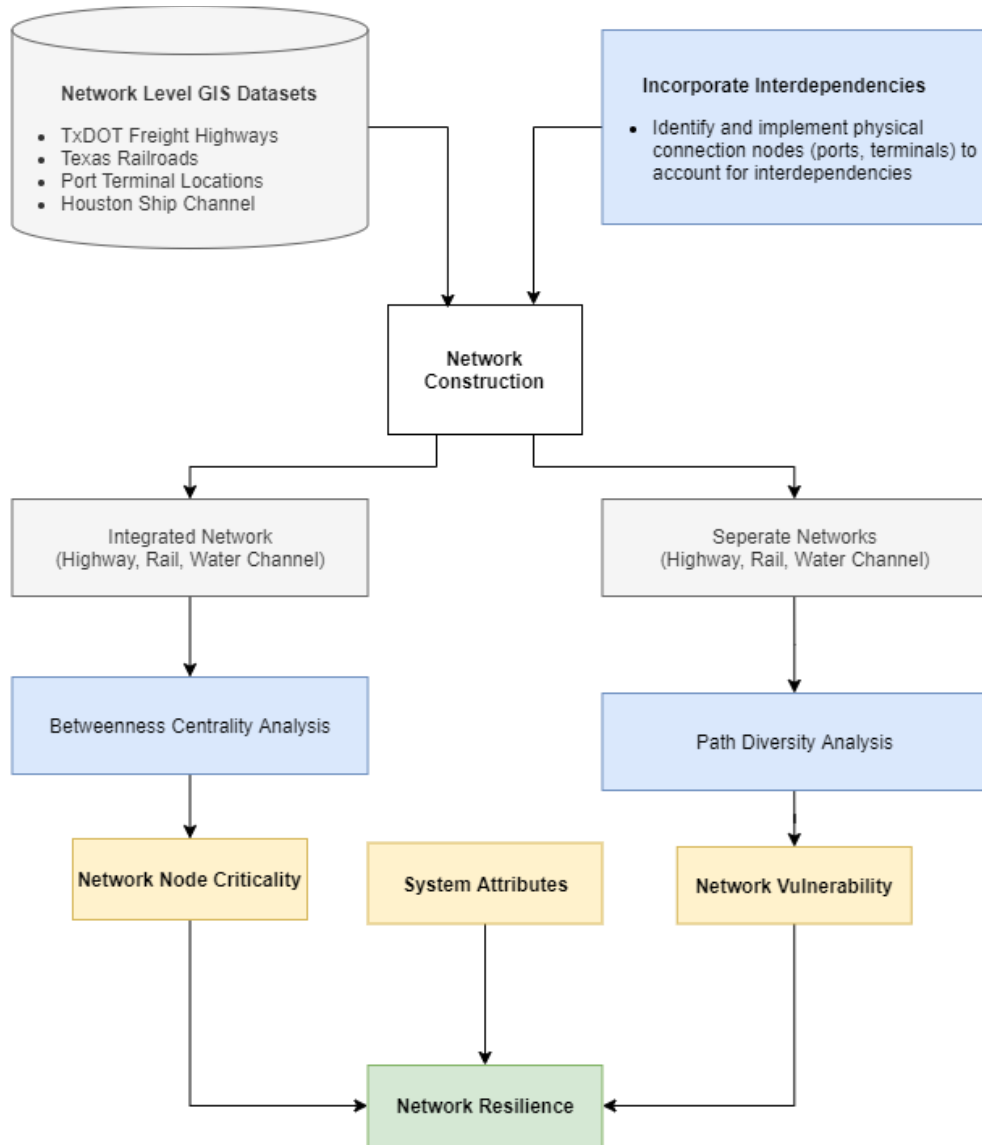 Network Level GIS Datasets
• TxDOT Freight Highways
• Texas Railroads
• Port Terminal Locations
• Houston Ship Channel
Incorporate Interdependencies
• Identify and implement physical
connection nodes (ports, terminals) to
account for interdependencies
Network
Construction
Integrated Network
(Highway, Rail, Water Channel)
Seperate Networks
(Highway, Rail, Water Channel)
Betweenness Centrality Analysis
Path Diversity Analysis
Network Node Criticality
System Attributes
Network Vulnerability
Network Resilience